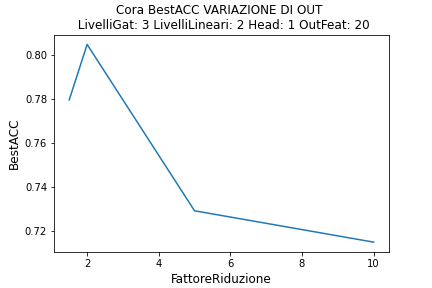 Cora BestACC VARIAZIONE DI OUT
LivelliGat: 3 LivelliLineari: 2 Head: 1 OutFeat: 20
0.80
0.78
0.76
0.74
0.72
BestACC
2
4
6
8
10
FattoreRiduzione